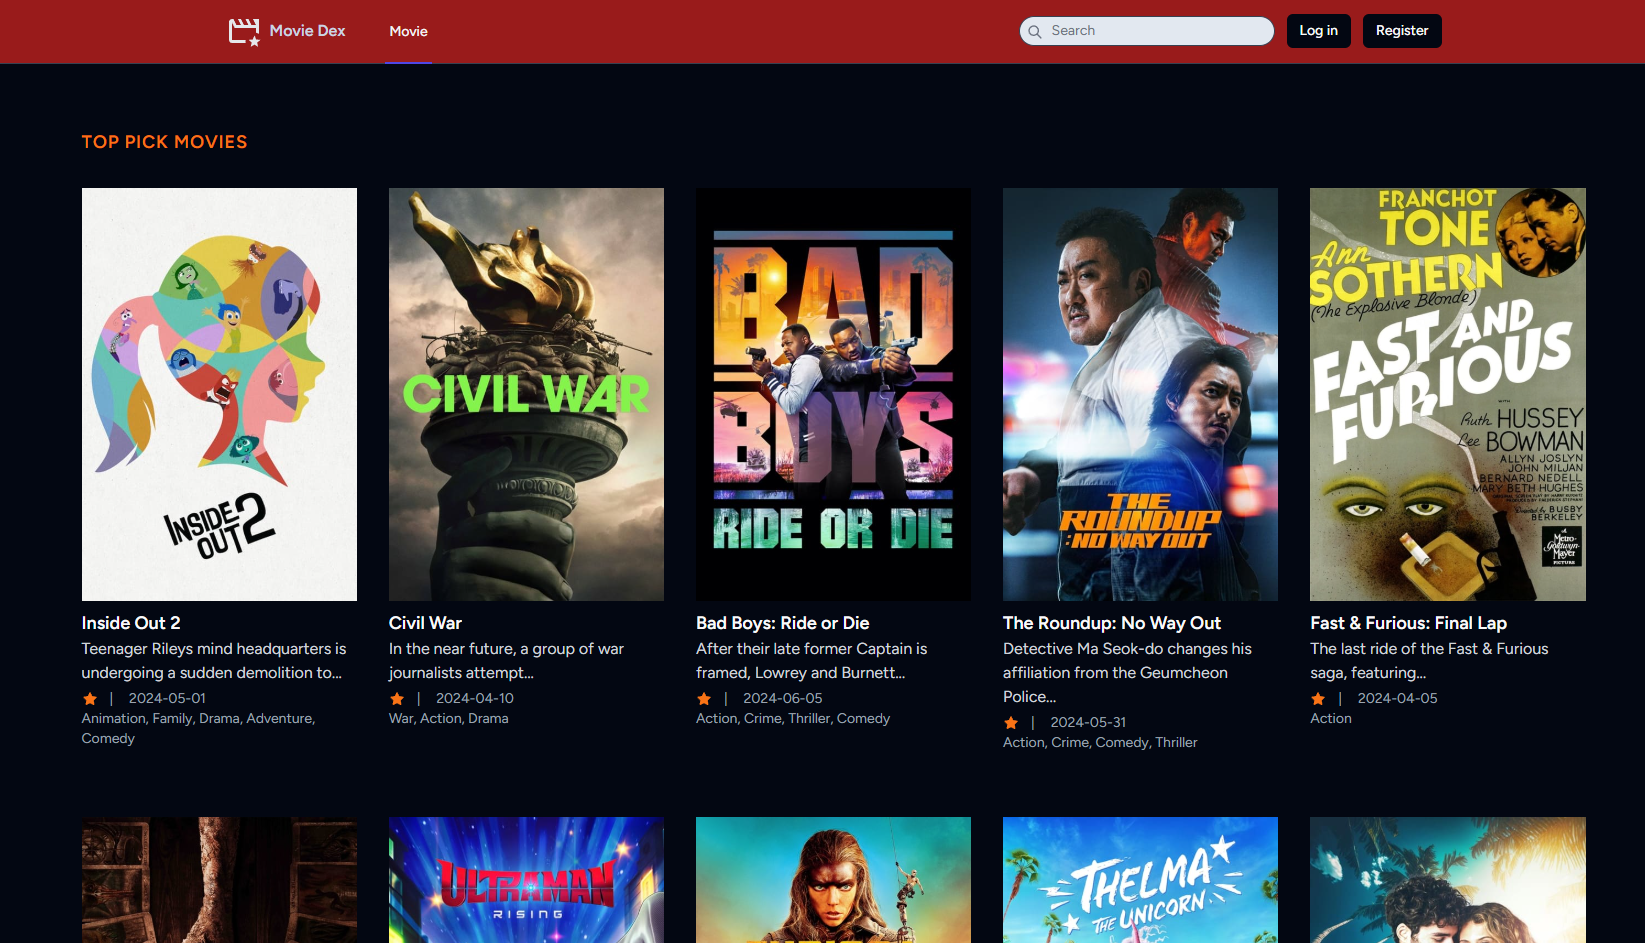 Movie Dex
Movie
Search
Log in
Register
TOP PICK MOVIES
INSIDE
OUT 2
CIVIL WAR
BAD
BOYS
RIDE OR DIE
THE
ROUNDUP
:NO WAY OUT
FRANCHOT
TONE
Ann
SOTHERN
(The Explosive Blonde)
FAST AND
FURIOUS
WITH
Ruth HUSSEY
Lee BOWMAN
ALLYN JOSLYN
JOHN MILJAN
BERNARD NEDELL
MARY BETH HUGHES
Directed by BUSBY
BERKELEY
A
Metro-
Goldwyn-
Mayer
PICTURE
Inside Out 2
Teenager Rileys mind headquarters is
undergoing a sudden demolition to...
| 2024-05-01
Animation, Family, Drama, Adventure,
Comedy
Civil War
In the near future, a group of war
journalists attempt...
| 2024-04-10
War, Action, Drama
Bad Boys: Ride or Die
After their late former Captain is
framed, Lowrey and Burnett...
| 2024-06-05
Action, Crime, Thriller, Comedy
The Roundup: No Way Out
Detective Ma Seok-do changes his
affiliation from the Geumcheon
Police...
| 2024-05-31
Action, Crime, Comedy, Thriller
Fast & Furious: Final Lap
The last ride of the Fast & Furious
saga, featuring...
| 2024-04-05
Action
ULTRAMAN
RISING
THELMA
THE UNICORN